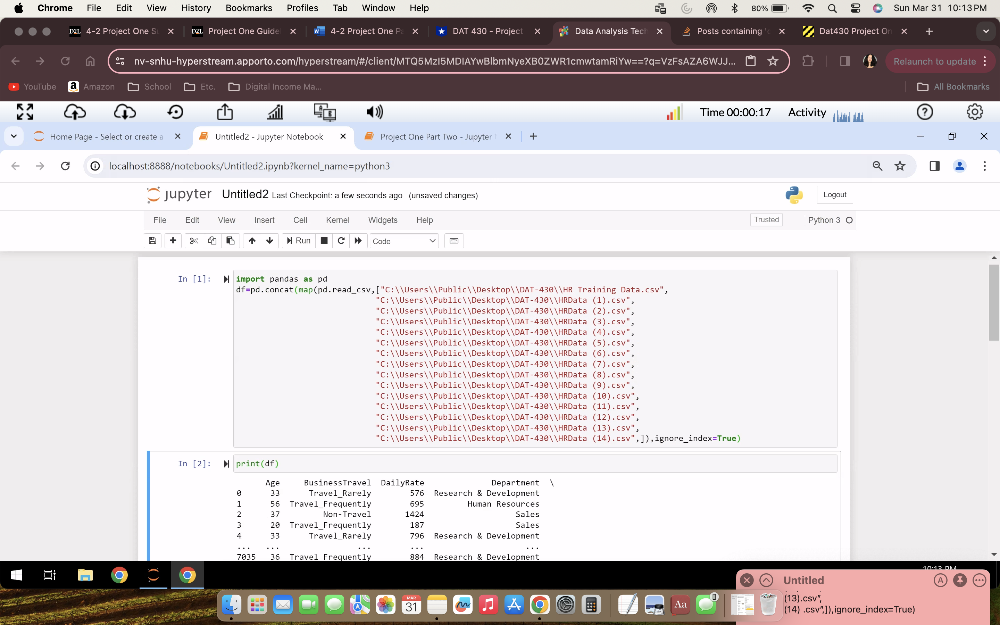 Chrome File Edit View History Bookmarks Profiles Tab Window Help 80% Sun Mar 31 10:13 PM
D2L 4-2 Project One Su D2L Project One Guide 4-2 Project One Pa DAT 430 - Project Data Analysis Tech Posts containing 'c Dat430 Project On
nv-snhu-hyperstream.apporto.com/hyperstream/#/client/MTQ5MzI5MDIAYwBlbmNyeXB0ZWR1cmwtamRiYw==?q=VzFsAZA6WJJ... Relaunch to update
YouTube Amazon School Etc. Digital Income Ma... All Bookmarks
Time 00:00:17 Activity
Home Page - Select or create a Untitled2 - Jupyter Notebook Project One Part Two - Jupyter
localhost:8888/notebooks/Untitled2.ipynb?kernel_name=python3
jupyter Untitled2 Last Checkpoint: a few seconds ago (unsaved changes) Logout
File Edit View Insert Cell Kernel Widgets Help Trusted Python 3
Run Code
In [1]: import pandas as pd
df=pd.concat(map(pd.read_csv,["C:\\Users\\Public\\Desktop\\DAT-430\\HR Training Data.csv",
"C:\\Users\\Public\\Desktop\\DAT-430\\HRData (1).csv",
"C:\\Users\\Public\\Desktop\\DAT-430\\HRData (2).csv",
"C:\\Users\\Public\\Desktop\\DAT-430\\HRData (3).csv",
"C:\\Users\\Public\\Desktop\\DAT-430\\HRData (4).csv",
"C:\\Users\\Public\\Desktop\\DAT-430\\HRData (5).csv",
"C:\\Users\\Public\\Desktop\\DAT-430\\HRData (6).csv",
"C:\\Users\\Public\\Desktop\\DAT-430\\HRData (7).csv",
"C:\\Users\\Public\\Desktop\\DAT-430\\HRData (8).csv",
"C:\\Users\\Public\\Desktop\\DAT-430\\HRData (9).csv",
"C:\\Users\\Public\\Desktop\\DAT-430\\HRData (10).csv",
"C:\\Users\\Public\\Desktop\\DAT-430\\HRData (11).csv",
"C:\\Users\\Public\\Desktop\\DAT-430\\HRData (12).csv",
"C:\\Users\\Public\\Desktop\\DAT-430\\HRData (13).csv",
"C:\\Users\\Public\\Desktop\\DAT-430\\HRData (14).csv",]),ignore_index=True)
In [2]: print(df)
Age BusinessTravel DailyRate Department \
0 33 Travel_Rarely 576 Research & Development
1 56 Travel_Frequently 695 Human Resources
2 37 Non-Travel 1424 Sales
3 20 Travel_Frequently 187 Sales
4 33 Travel_Rarely 796 Research & Development
... ... ... ... ...
7035 36 Travel Frequently 884 Research & Development
10:13 PM
Untitled
(13).csv",
(14) .csv",]),ignore_index=True)
MAR
31
Aa